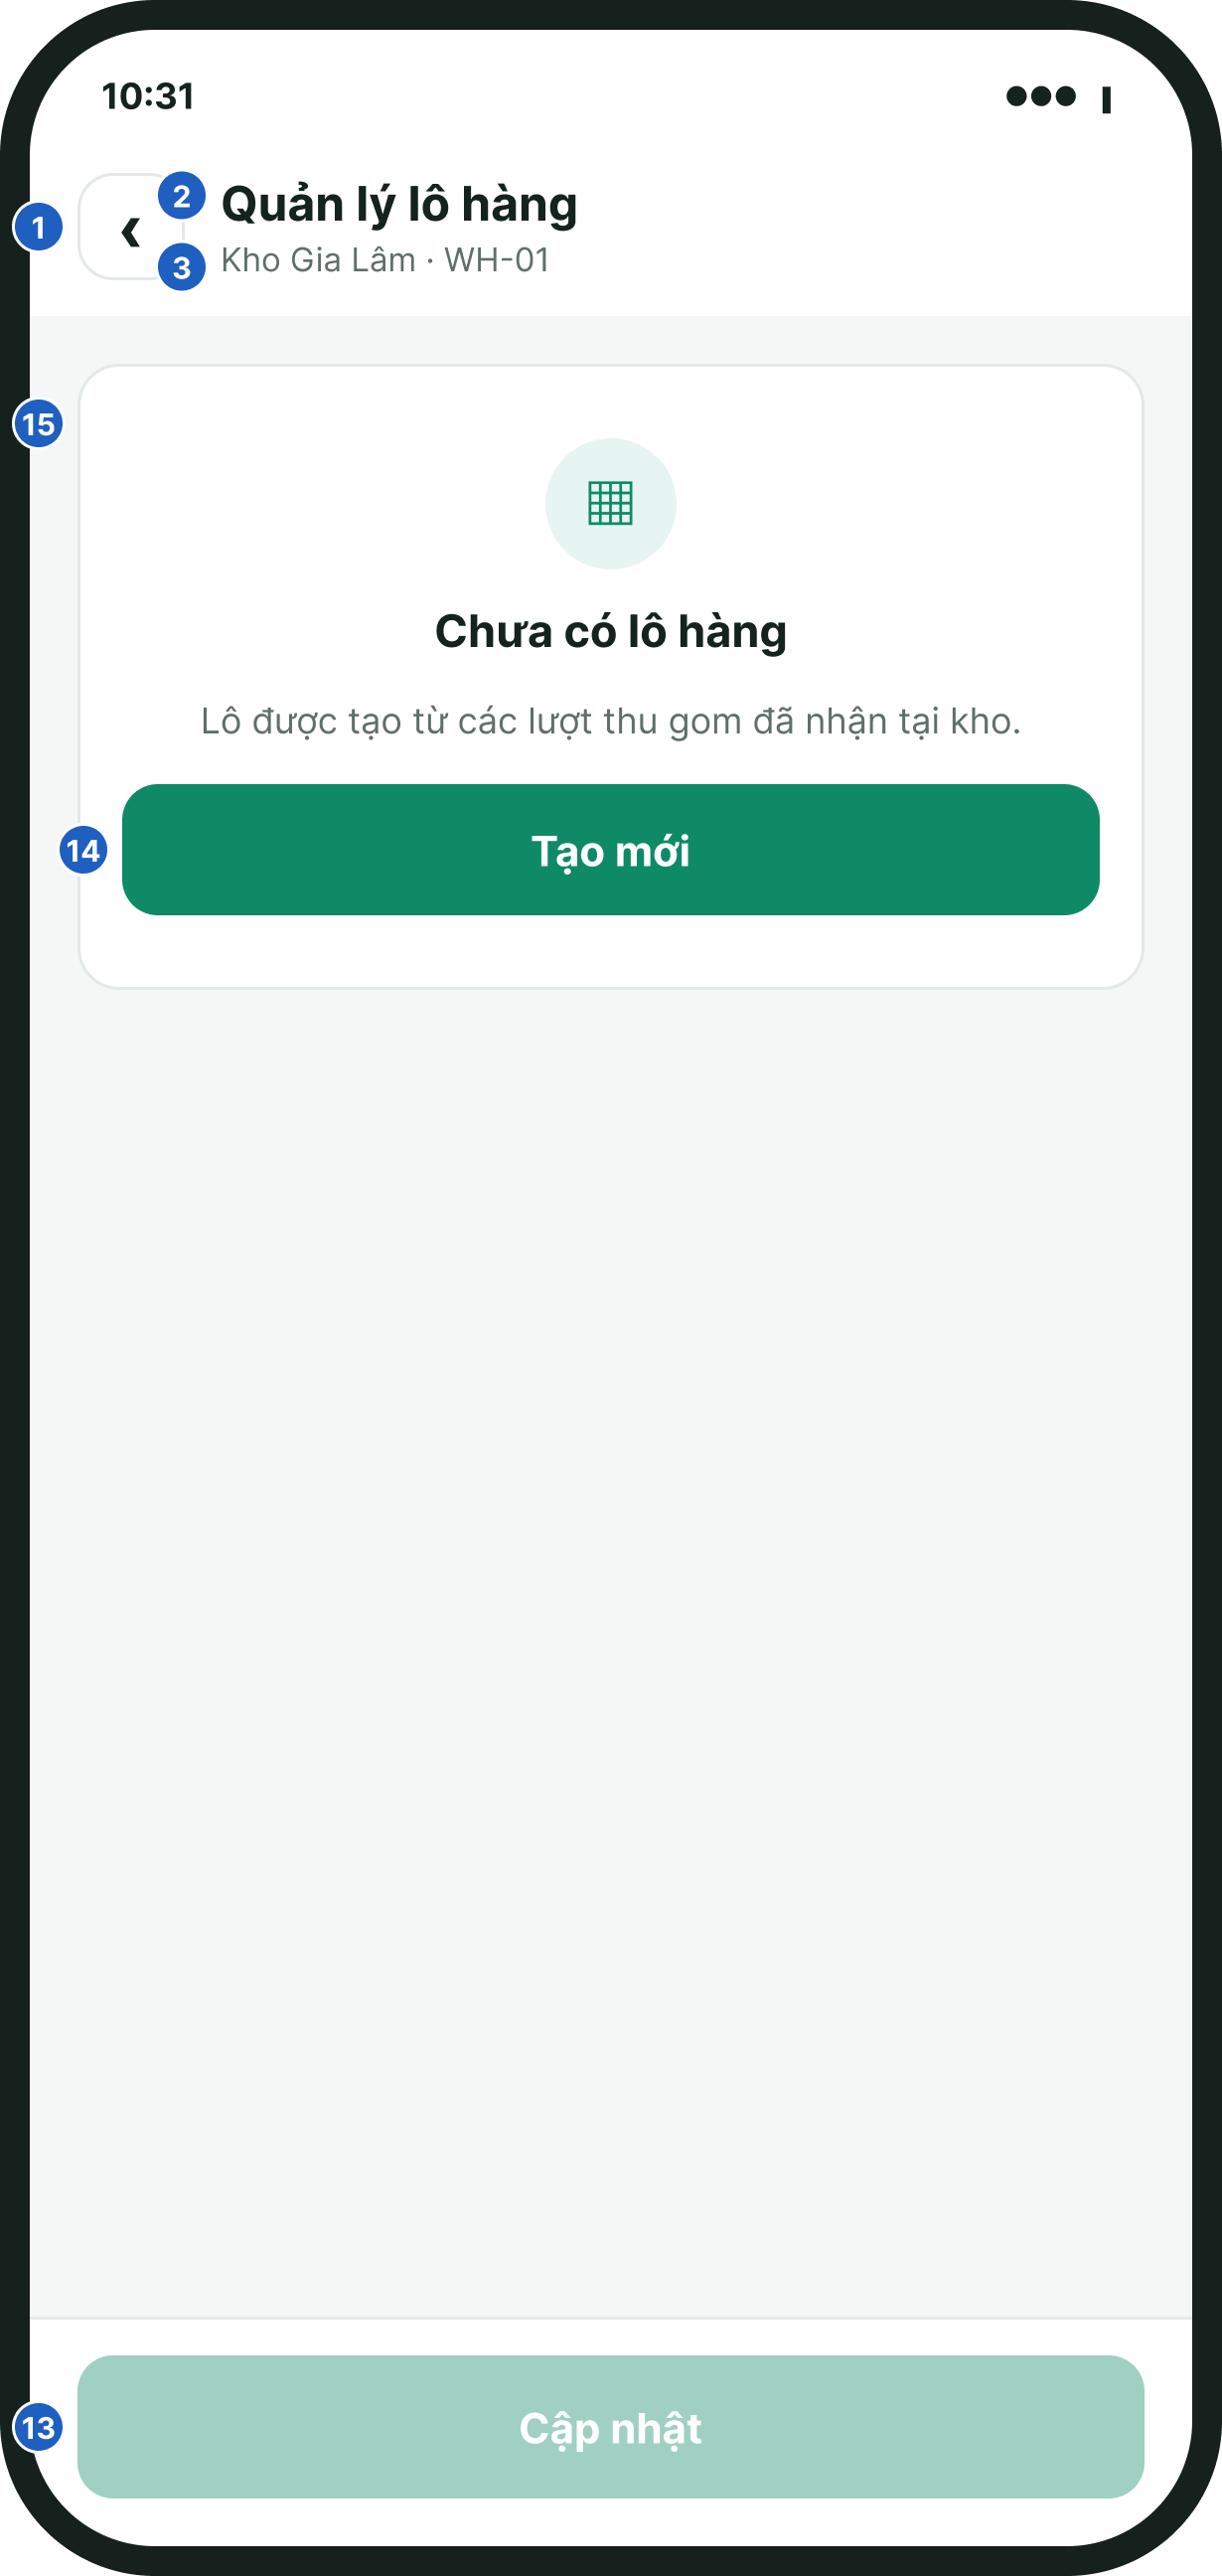 10:31
1
‹
2
Quản lý lô hàng
3
Kho Gia Lâm · WH-01
15
Chưa có lô hàng
Lô được tạo từ các lượt thu gom đã nhận tại kho.
14
Tạo mới
13
Cập nhật